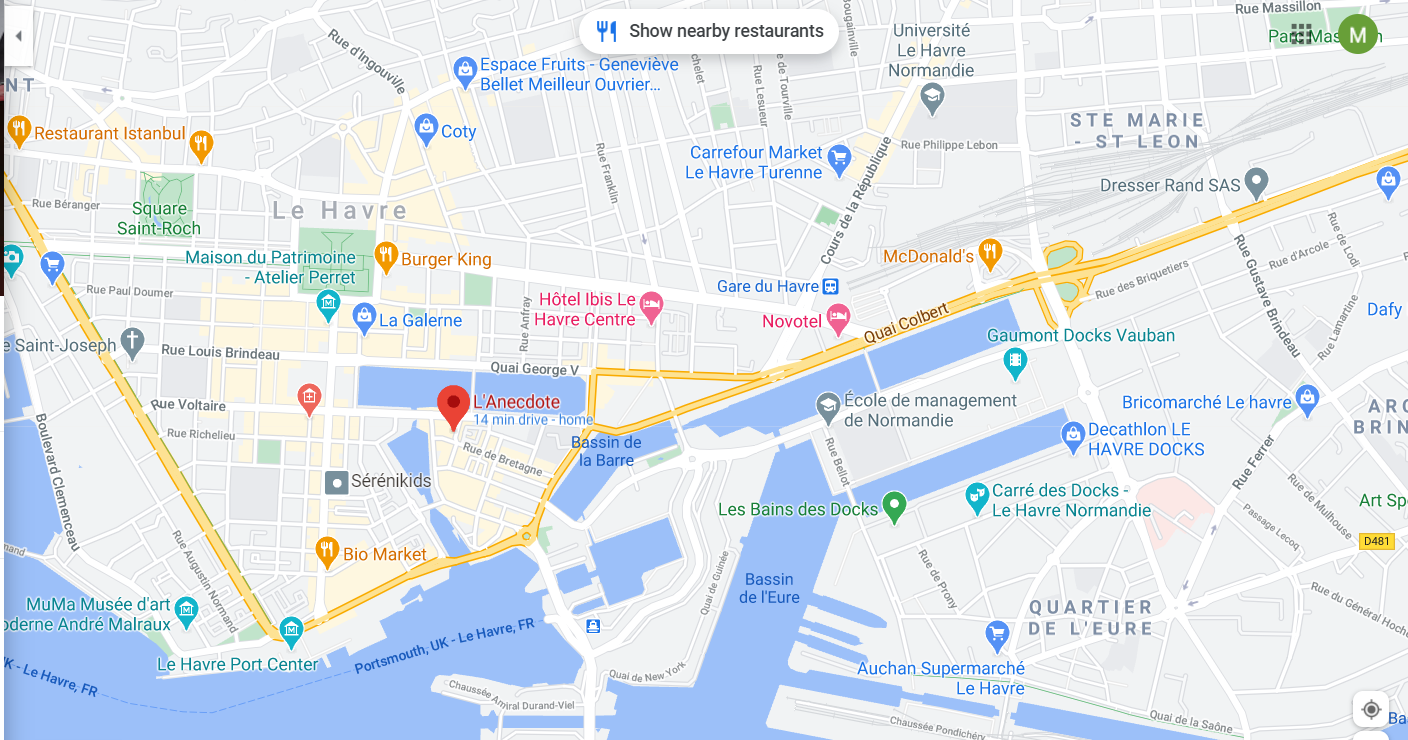 Show nearby restaurants
M
Rue Massillon
Bougainville
Université
Le Havre
Normandie
Rue d'Ingouville
Espace Fruits - Geneviève
Bellet Meilleur Ouvrier...
Rue Lesueur
de Tourville
NT
Restaurant Istanbul
Coty
STE MARIE
- ST LEON
Rue Philippe Lebon
Carrefour Market
Le Havre Turenne
Rue Franklin
Cours de la République
Dresser Rand SAS
Rue Béranger
Square
Saint-Roch
Le Havre
Maison du Patrimoine
- Atelier Perret
Burger King
McDonald's
Rue d'Arcole
Rue de Lodi
Rue Gustave Brindeau
Rue Paul Doumer
Gare du Havre
Rue des Briquetiers
Hôtel Ibis Le
Havre Centre
La Galerne
Rue Anfray
Novotel
Quai Colbert
Rue Lamartine
Dafy
Gaumont Docks Vauban
e Saint-Joseph
Rue Louis Brindeau
Quai George V
L'Anecdote
14 min drive - home
Rue Voltaire
École de management
de Normandie
Bricomarché Le havre
ARC
BRIN
Rue Richelieu
Boulevard Clemenceau
Rue de Bretagne
Bassin de
la Barre
Rue Bellot
Decathlon LE
HAVRE DOCKS
Rue Ferrer
Sérénikids
Les Bains des Docks
Carré des Docks -
Le Havre Normandie
Rue de Mulhouse
Art Sp
Passage Lecoq
D481
Bio Market
Rue Augustin Normand
Quai de Guinée
Bassin
de l'Eure
Rue de Prony
QUARTIER
DE L'EURE
Rue du Général Hoche
MuMa Musée d'art
oderne André Malraux
Le Havre Port Center
Portsmouth, UK - Le Havre, FR
UK - Le Havre, FR
Quai de New York
Chaussée Amiral Durand-Viel
Auchan Supermarché
Le Havre
Chaussée Pondichéry
Quai de la Saône
Ba